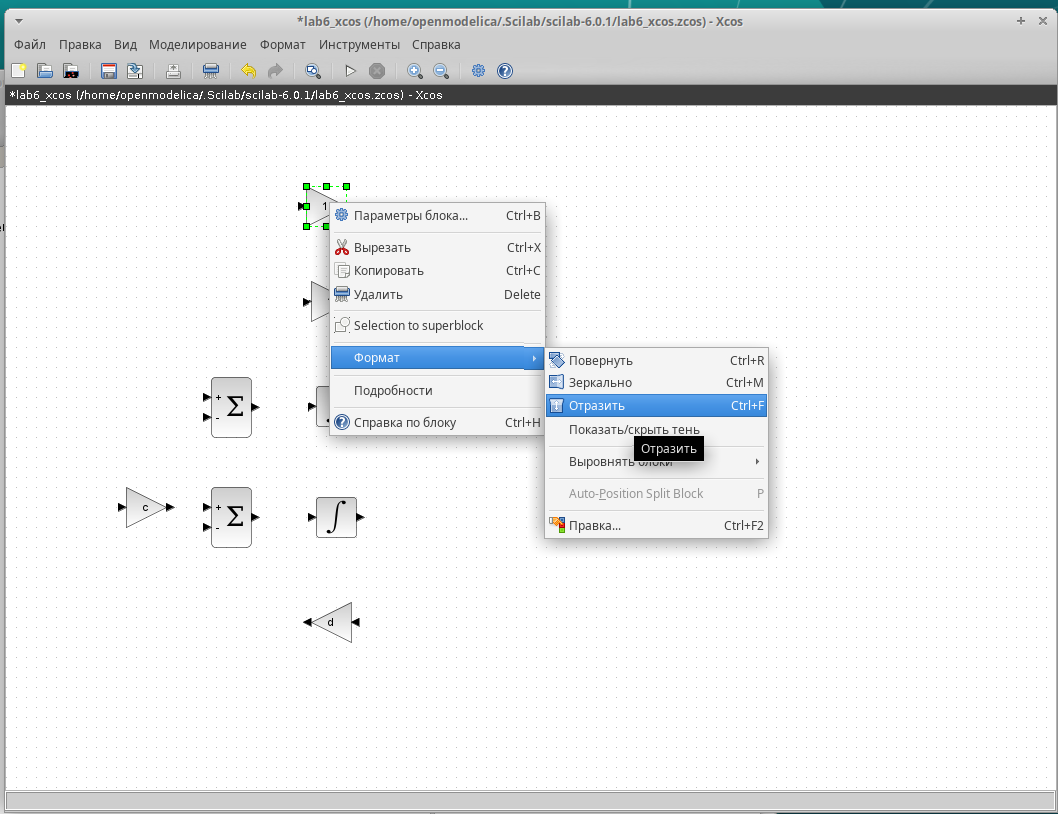 *lab6_xcos (/home/openmodelica/.Scilab/scilab-6.0.1/lab6_xcos.zcos) - Xcos
Файл Правка Вид Моделирование Формат Инструменты Справка
*lab6_xcos (/home/openmodelica/.Scilab/scilab-6.0.1/lab6_xcos.zcos) - Xcos
1
Параметры блока... Ctrl+B
Вырезать Ctrl+X
Копировать Ctrl+C
Удалить Delete
Selection to superblock
Формат
Подробности
Справка по блоку Ctrl+H
Повернуть Ctrl+R
Зеркально Ctrl+M
Отразить Ctrl+F
Показать/скрыть тень
Отразить
Выровнять блоки
Auto-Position Split Block P
Правка... Ctrl+F2
+
-
Σ
c
+
-
Σ
∫
d